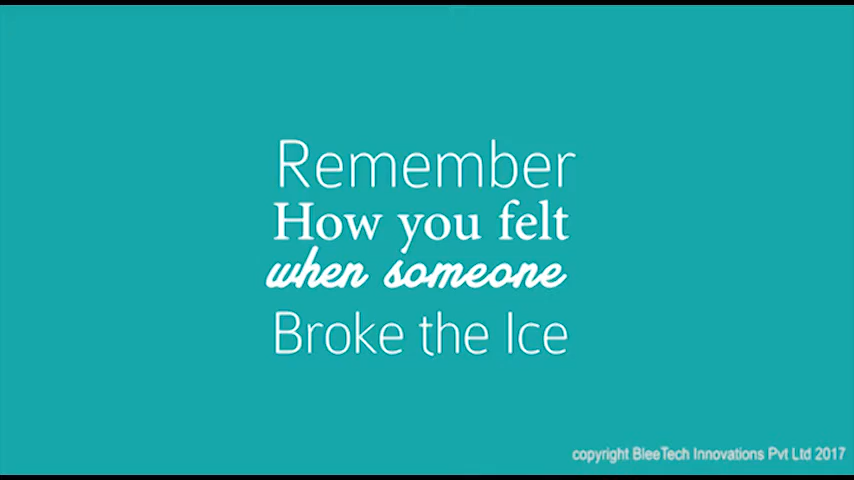 Remember
How you felt
when someone
Broke the Ice
copyright BleeTech Innovations Pvt Ltd 2017